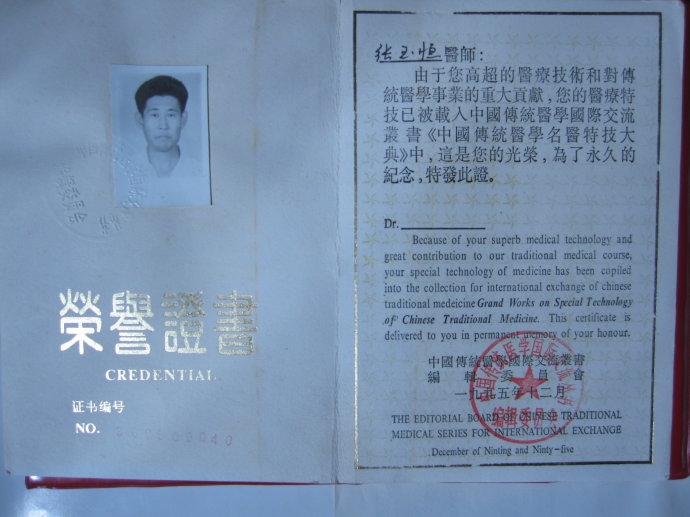 榮譽證書
CREDENTIAL
证书编号
NO.
张玉恒醫師:
由于您高超的醫療技術和對傳
統醫學事業的重大貢獻,您的醫療特
技已被載入中國傳統醫學國際交流
叢書《中國傳統醫學名醫特技大
典》中,這是您的光榮,為了永久的
紀念,特發此證。
Dr.
Because of your superb medical technology and
great contribution to our traditional medical course,
your special technology of medicine has been copiled
into the collection for international exchange of chinese
traditional medeicine Grand Works on Special Technology
of Chinese Traditional Medicine. This certificate is
delivered to you in permanent memory of your honour.
中國傳統醫學國際交流叢書
編輯委員會
一九九五年十二月
THE EDITORIAL BOARD OF CHINESE TRADITIONAL
MEDICAL SERIES FOR INTERNATIONAL EXCHANGE
December of Ninting and Ninty-five
编辑委员会